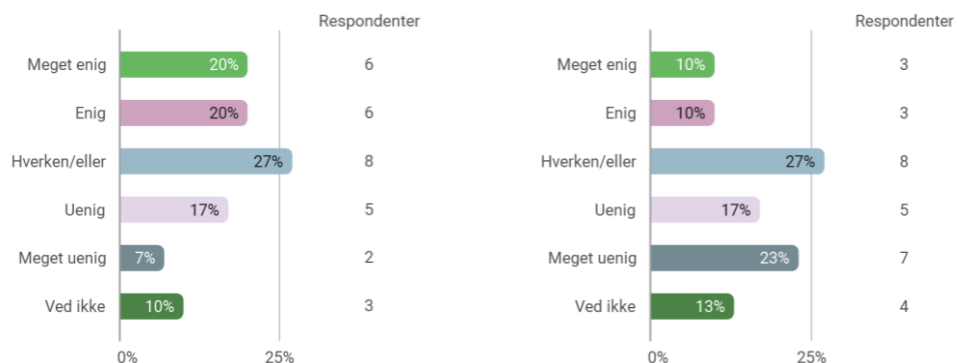 Respondenter
Meget enig 20% 6
Enig 20% 6
Hverken/eller 27% 8
Uenig 17% 5
Meget uenig 7% 2
Ved ikke 10% 3
0% 25%
Respondenter
Meget enig 10% 3
Enig 10% 3
Hverken/eller 27% 8
Uenig 17% 5
Meget uenig 23% 7
Ved ikke 13% 4
0% 25%